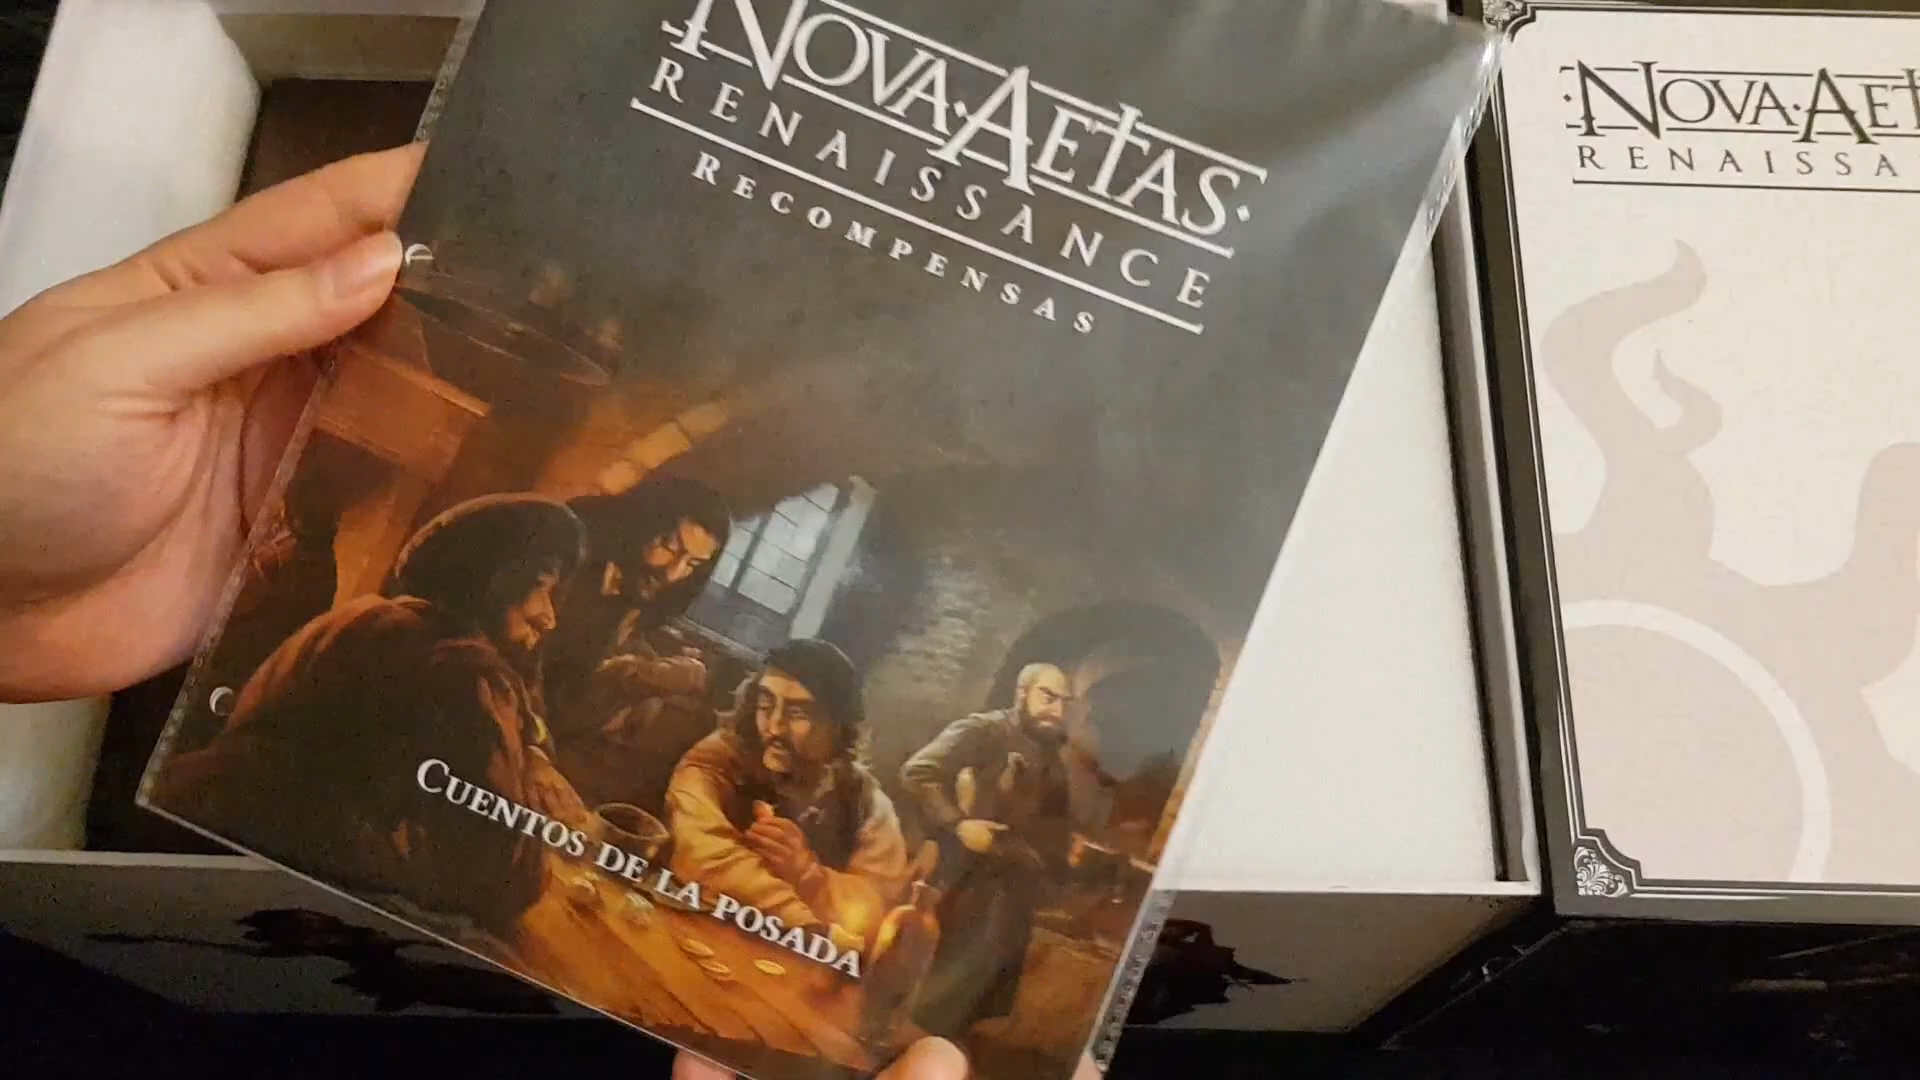 NOVA·AETAS·
RENAISSANCE
RECOMPENSAS
CUENTOS DE LA POSADA
·NOVA·AET
RENAISSA